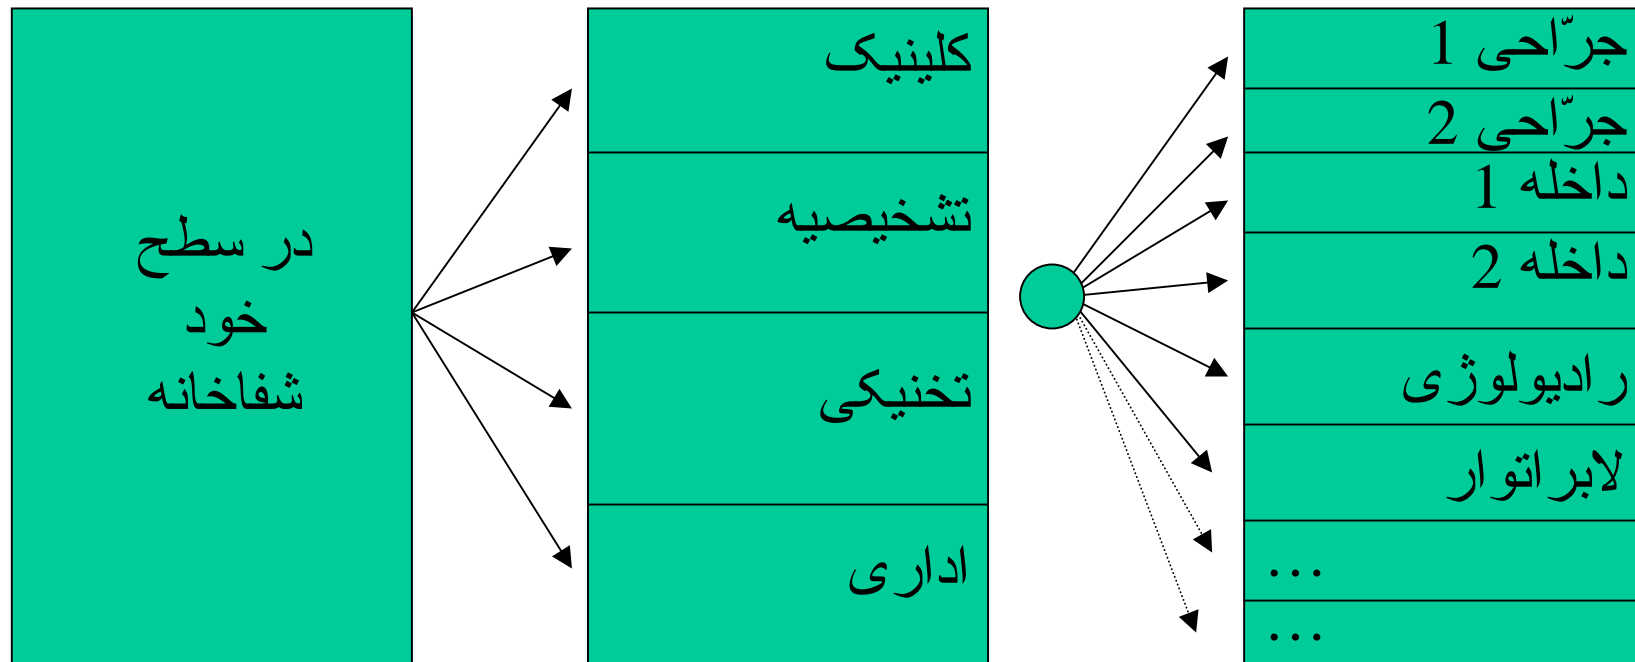 در سطح
خود
شفاخانه
کلینیک
تشخیصیه
تخنیکی
اداری
جرّاحی 1
جرّاحی 2
داخله 1
داخله 2
رادیولوژی
لابراتوار
...
...